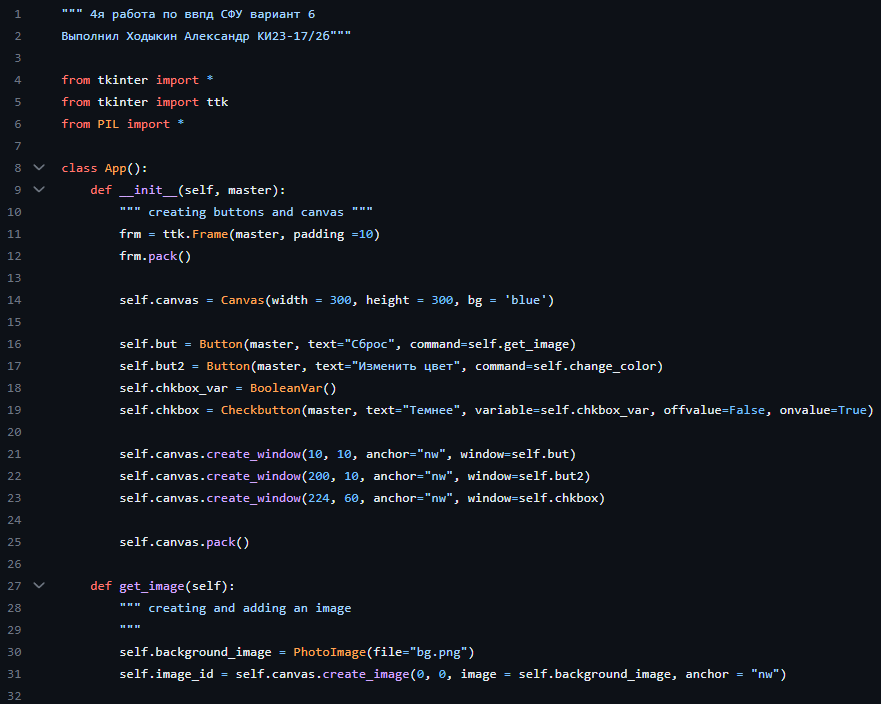 1 """ 4я работа по ввпд СФУ вариант 6
2 Выполнил Ходыкин Александр КИ23-17/2б"""
3
4 from tkinter import *
5 from tkinter import ttk
6 from PIL import *
7
8 class App():
9     def __init__(self, master):
10         """ creating buttons and canvas """
11         frm = ttk.Frame(master, padding =10)
12         frm.pack()
13
14         self.canvas = Canvas(width = 300, height = 300, bg = 'blue')
15
16         self.but = Button(master, text="Сброс", command=self.get_image)
17         self.but2 = Button(master, text="Изменить цвет", command=self.change_color)
18         self.chkbox_var = BooleanVar()
19         self.chkbox = Checkbutton(master, text="Темнее", variable=self.chkbox_var, offvalue=False, onvalue=True)
20
21         self.canvas.create_window(10, 10, anchor="nw", window=self.but)
22         self.canvas.create_window(200, 10, anchor="nw", window=self.but2)
23         self.canvas.create_window(224, 60, anchor="nw", window=self.chkbox)
24
25         self.canvas.pack()
26
27     def get_image(self):
28         """ creating and adding an image
29         """
30         self.background_image = PhotoImage(file="bg.png")
31         self.image_id = self.canvas.create_image(0, 0, image = self.background_image, anchor = "nw")
32